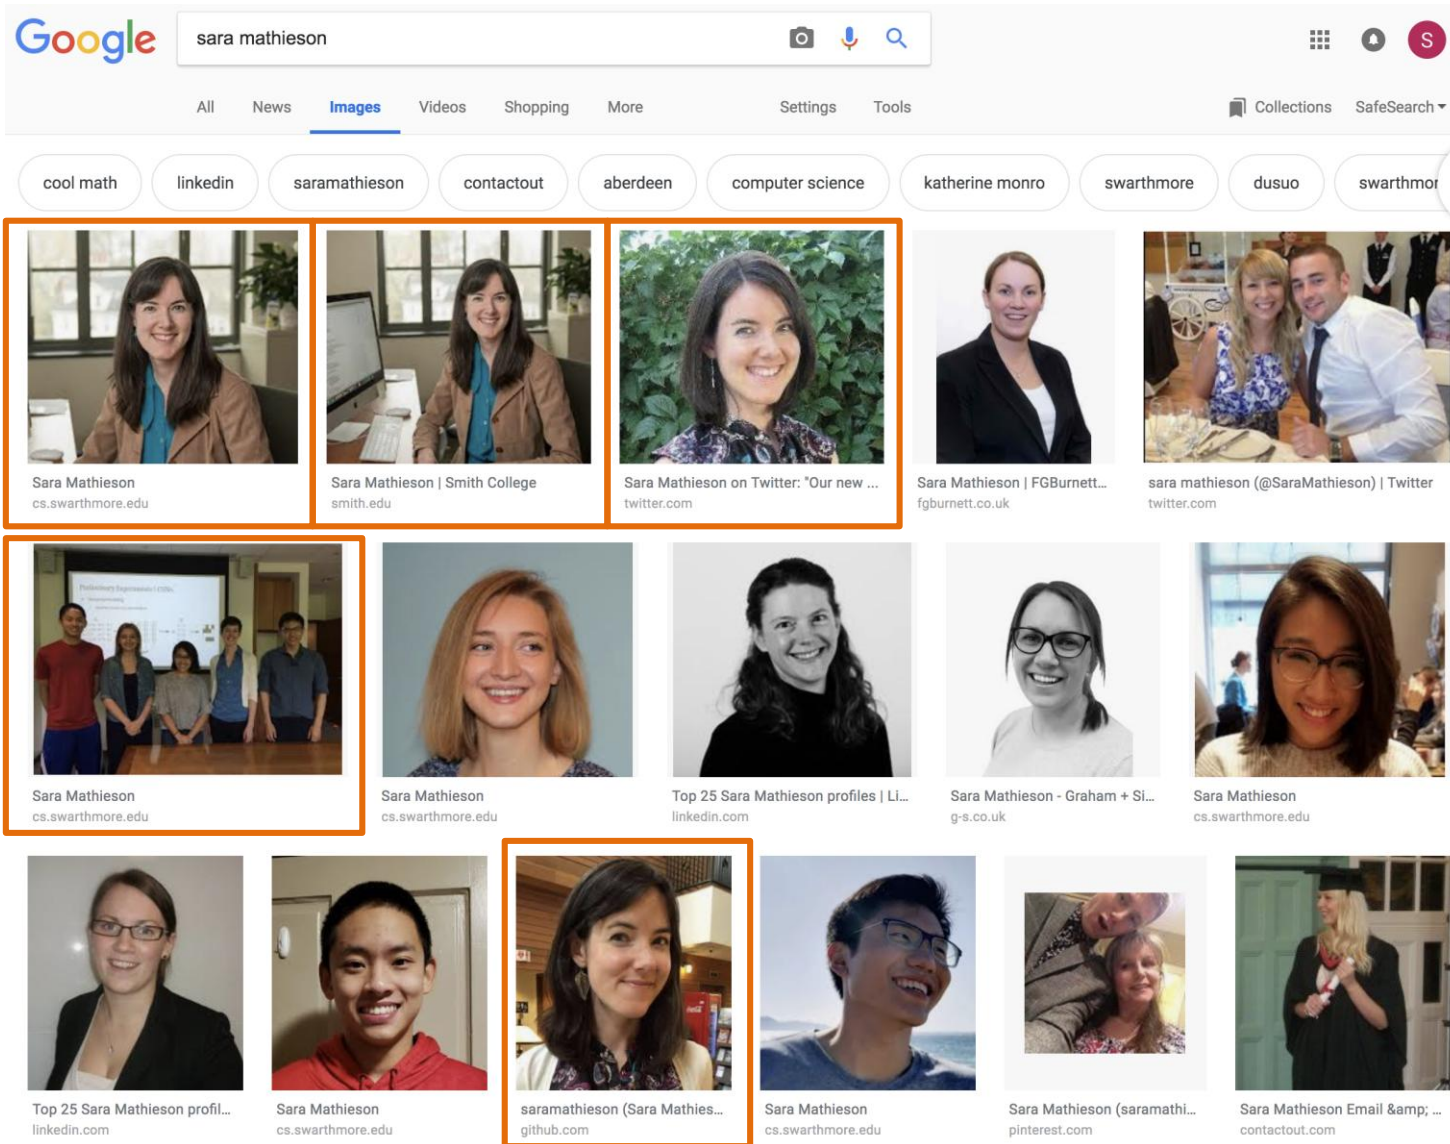 Google
sara mathieson
S
All News Images Videos Shopping More Settings Tools Collections SafeSearch
cool math linkedin saramathieson contactout aberdeen computer science katherine monro swarthmore dusuo swarthmor
Sara Mathieson
cs.swarthmore.edu
Sara Mathieson | Smith College
smith.edu
Sara Mathieson on Twitter: "Our new ...
twitter.com
Sara Mathieson | FGBurnett...
fgburnett.co.uk
sara mathieson (@SaraMathieson) | Twitter
twitter.com
Sara Mathieson
cs.swarthmore.edu
Sara Mathieson
cs.swarthmore.edu
Top 25 Sara Mathieson profiles | Li...
linkedin.com
Sara Mathieson - Graham + Si...
g-s.co.uk
Sara Mathieson
cs.swarthmore.edu
Top 25 Sara Mathieson profil...
linkedin.com
Sara Mathieson
cs.swarthmore.edu
saramathieson (Sara Mathies...
github.com
Sara Mathieson
cs.swarthmore.edu
Sara Mathieson (saramathi...
pinterest.com
Sara Mathieson Email &amp; ...
contactout.com